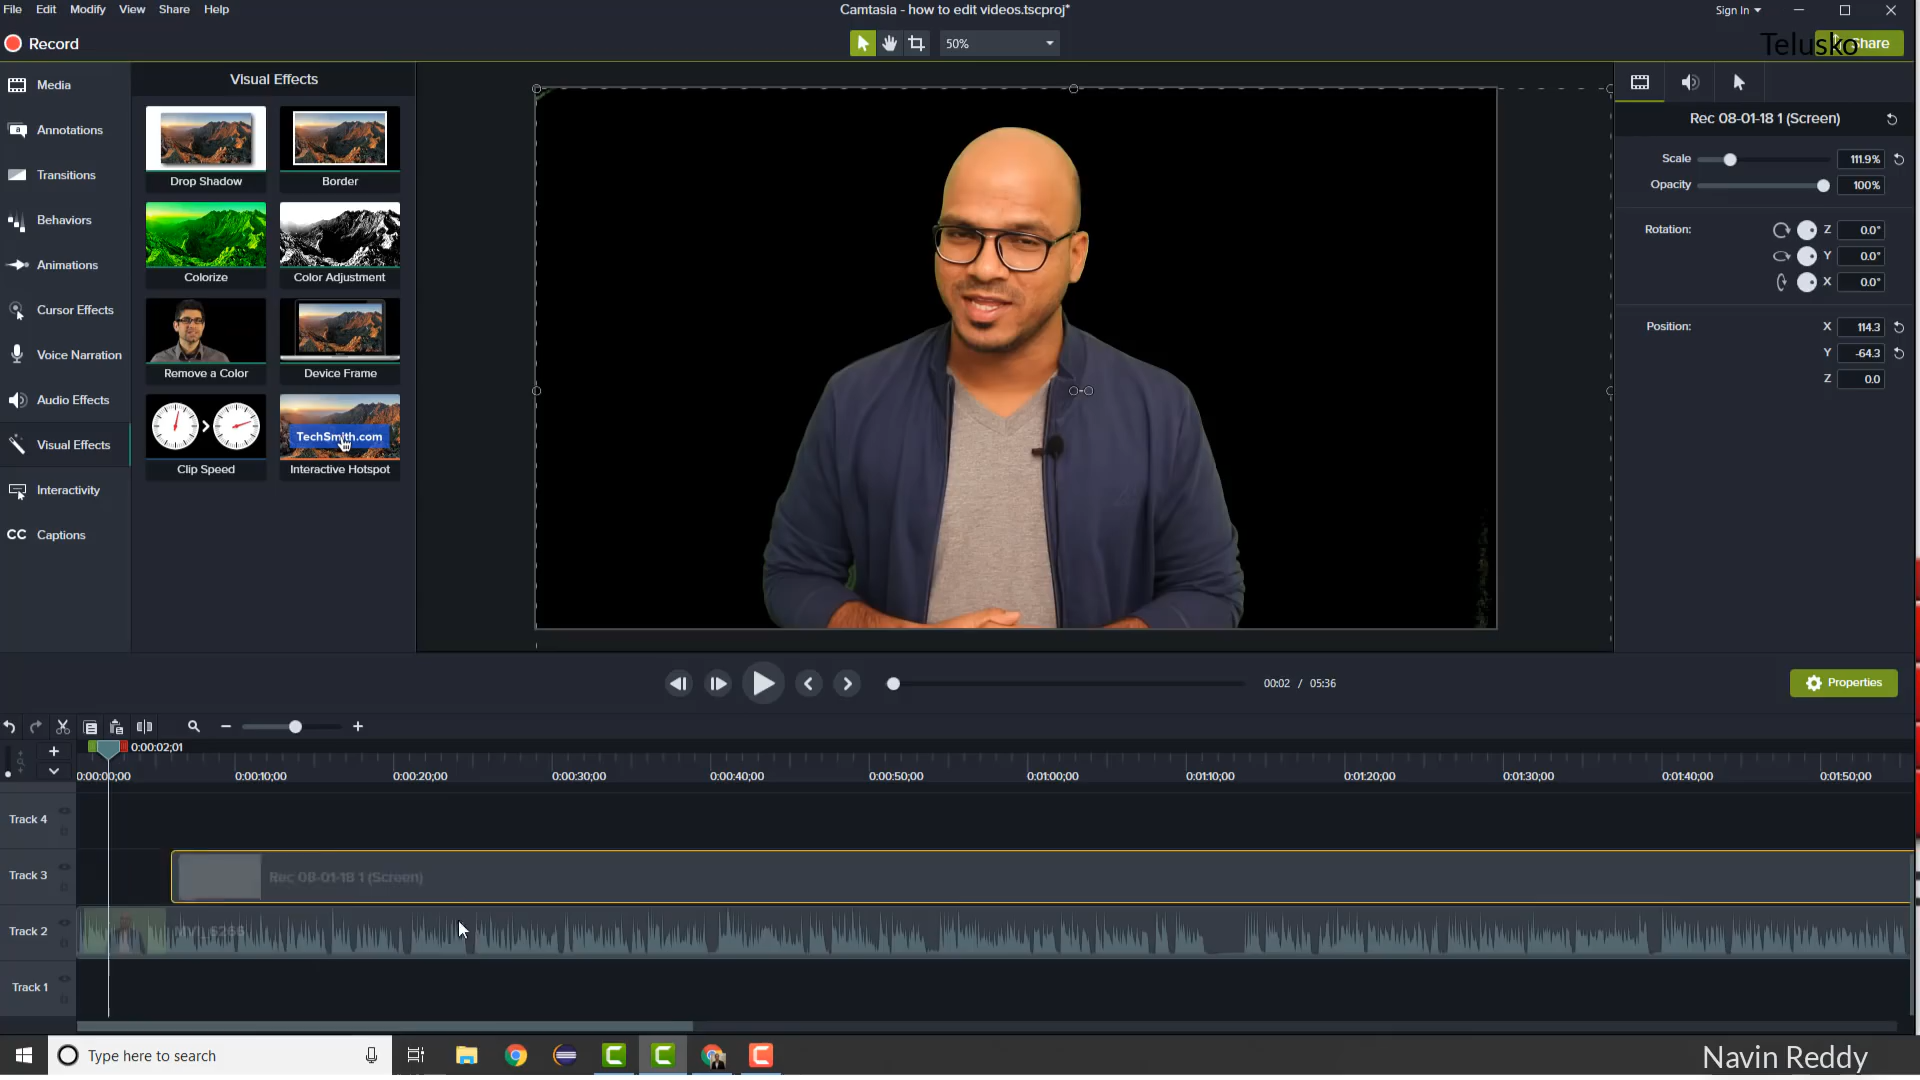 File Edit Modify View Share Help
Camtasia - how to edit videos.tscproj*
Sign In
Record
50%
Telusko
Share
Media
Annotations
Transitions
Behaviors
Animations
Cursor Effects
Voice Narration
Audio Effects
Visual Effects
Interactivity
CC Captions
Visual Effects
Drop Shadow Border
Colorize Color Adjustment
Remove a Color Device Frame
TechSmith.com
Clip Speed Interactive Hotspot
Rec 08-01-18 1 (Screen)
Scale 111.9%
Opacity 100%
Rotation: Z 0.0°
Y 0.0°
X 0.0°
Position: X 114.3
Y -64.3
Z 0.0
00:02 / 05:36
Properties
0:00:02;01
0:00:00;00 0:00:10;00 0:00:20;00 0:00:30;00 0:00:40;00 0:00:50;00 0:01:00;00 0:01:10;00 0:01:20;00 0:01:30;00 0:01:40;00 0:01:50;00
Track 4
Track 3
Rec 08-01-18 1 (Screen)
Track 2
MVI_6266
Track 1
Type here to search
Navin Reddy